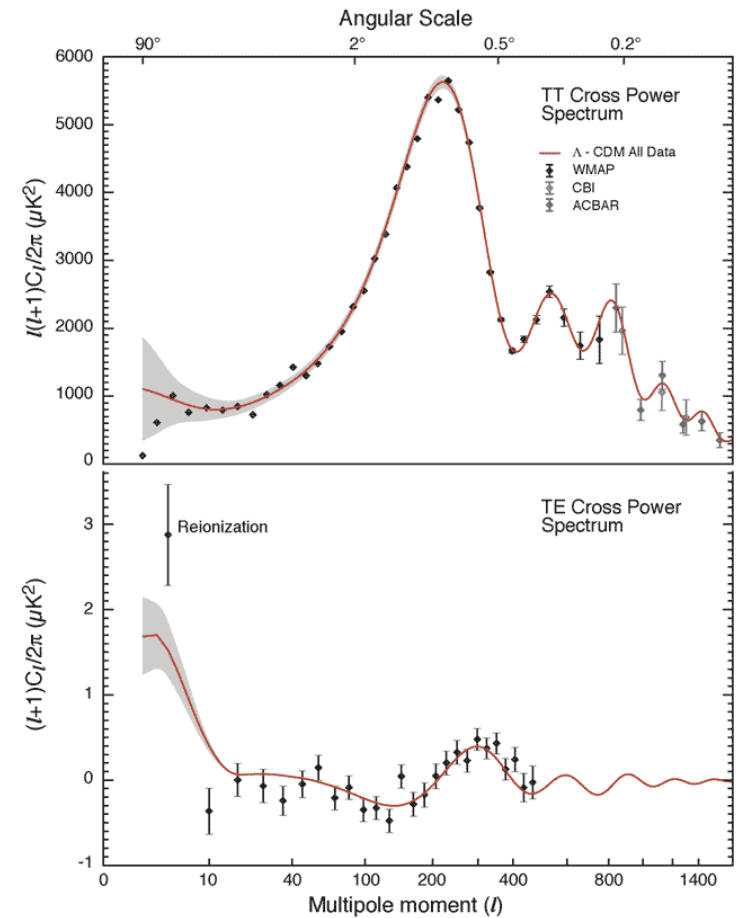 Angular Scale
90° 2° 0.5° 0.2°
6000
5000
4000
3000
2000
1000
0
l(l+1)Cl/2π (μK2)
TT Cross Power
Spectrum
Λ - CDM All Data
WMAP
CBI
ACBAR
3
2
1
0
-1
(l+1)Cl/2π (μK2)
Reionization
TE Cross Power
Spectrum
0 10 40 100 200 400 800 1400
Multipole moment (l)